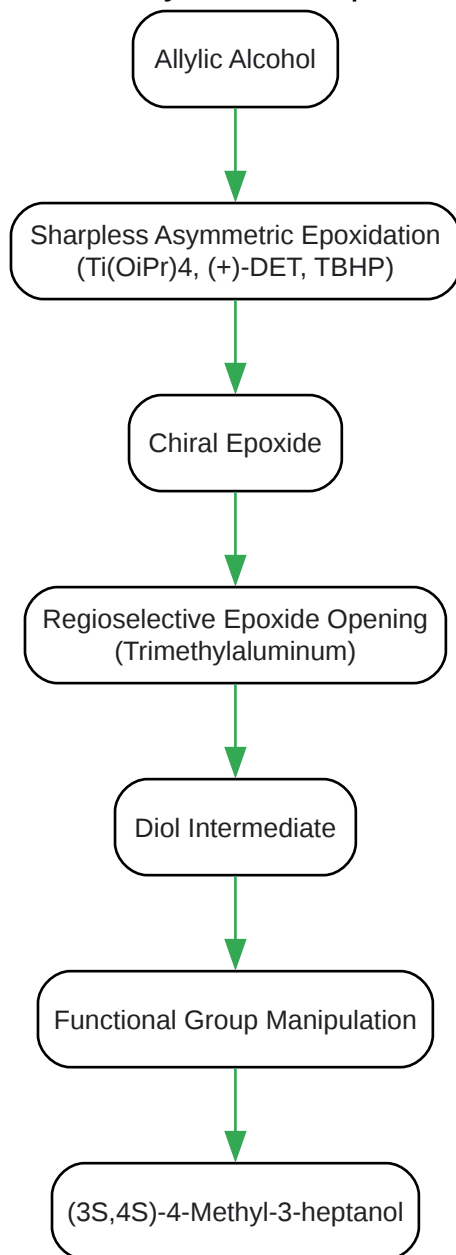 Allylic Alcohol
Sharpless Asymmetric Epoxidation
(Ti(OiPr)4, (+)-DET, TBHP)
Chiral Epoxide
Regioselective Epoxide Opening
(Trimethylaluminum)
Diol Intermediate
Functional Group Manipulation
(3S,4S)-4-Methyl-3-heptanol